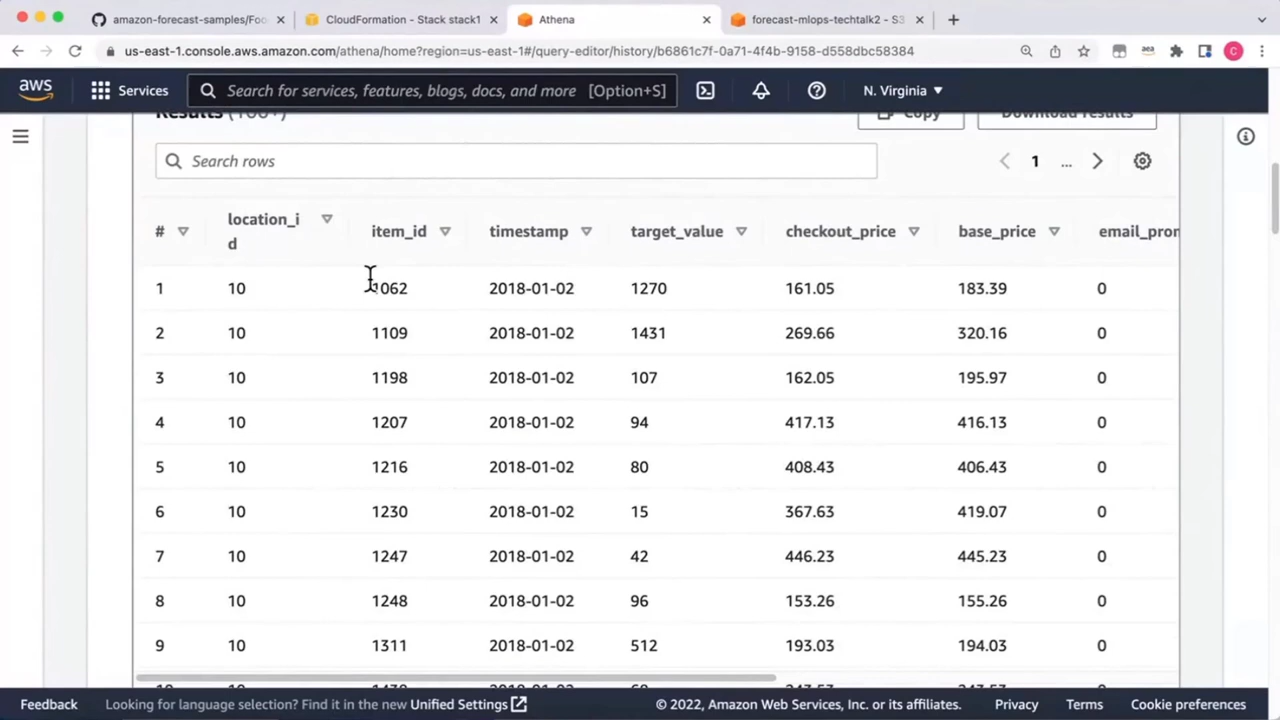 amazon-forecast-samples/Foo
CloudFormation - Stack stack1
Athena
forecast-mlops-techtalk2 - S3
us-east-1.console.aws.amazon.com/athena/home?region=us-east-1#/query-editor/history/b6861c7f-0a71-4f4b-9158-d558dbc58384
aws
C
aws Services Search for services, features, blogs, docs, and more [Option+S] N. Virginia
Results (100+) Copy Download results
Search rows 1 ...
# location_i
d item_id timestamp target_value checkout_price base_price email_pror
1 10 1062 2018-01-02 1270 161.05 183.39 0
2 10 1109 2018-01-02 1431 269.66 320.16 0
3 10 1198 2018-01-02 107 162.05 195.97 0
4 10 1207 2018-01-02 94 417.13 416.13 0
5 10 1216 2018-01-02 80 408.43 406.43 0
6 10 1230 2018-01-02 15 367.63 419.07 0
7 10 1247 2018-01-02 42 446.23 445.23 0
8 10 1248 2018-01-02 96 153.26 155.26 0
9 10 1311 2018-01-02 512 193.03 194.03 0
Feedback Looking for language selection? Find it in the new Unified Settings © 2022, Amazon Web Services, Inc. or its affiliates. Privacy Terms Cookie preferences